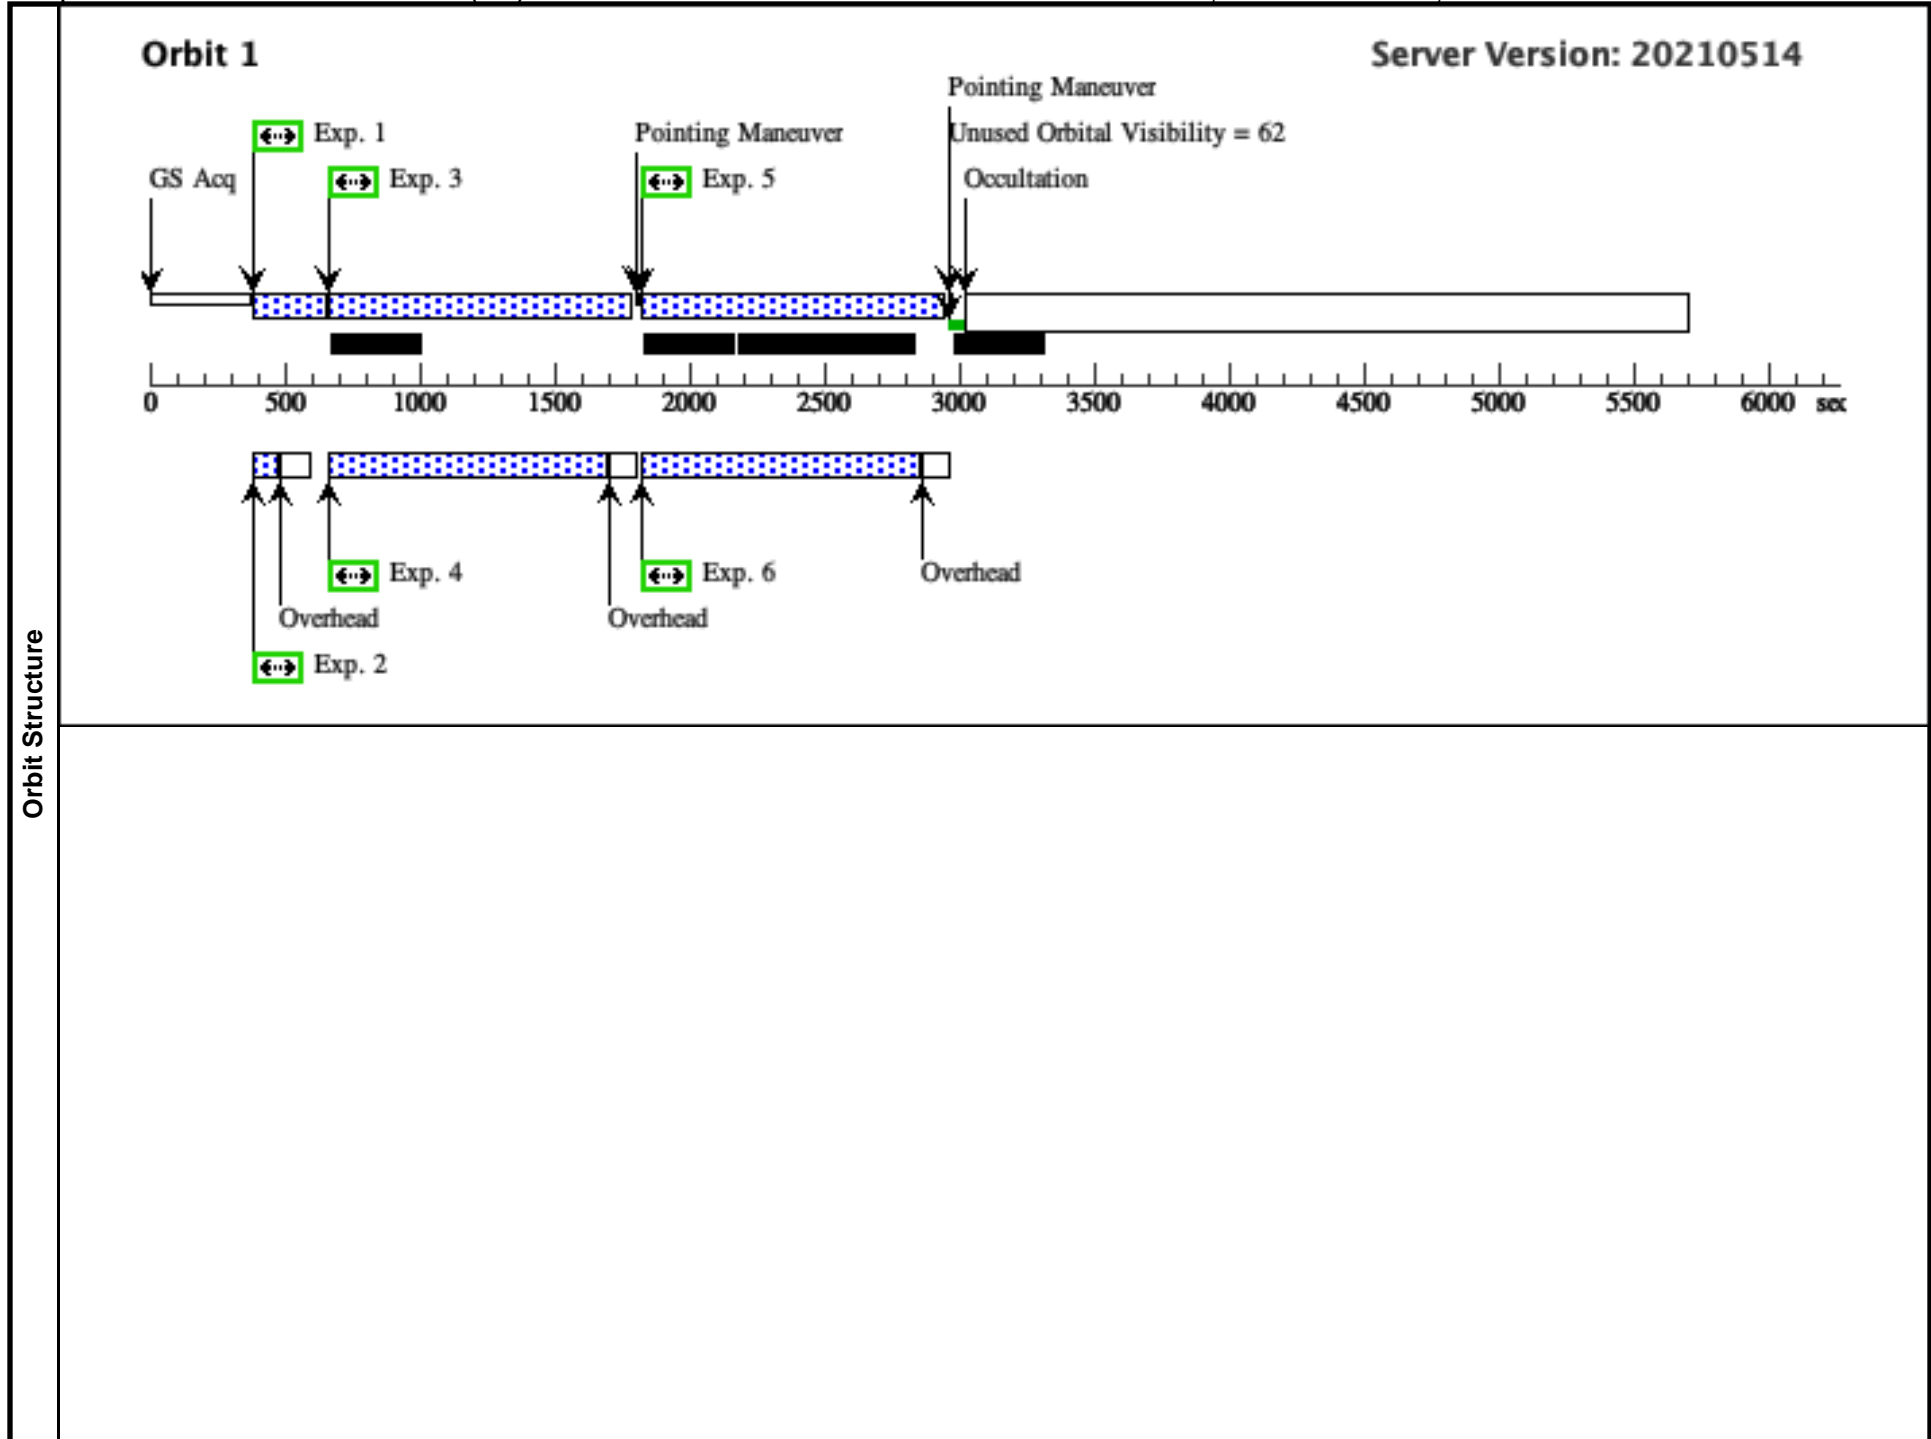 Orbit 1
Server Version: 20210514
Pointing Maneuver
Exp. 1
Pointing Maneuver
Unused Orbital Visibility = 62
GS Acq
Exp. 3
Exp. 5
Occultation
0 500 1000 1500 2000 2500 3000 3500 4000 4500 5000 5500 6000 sec
Exp. 4
Exp. 6
Overhead
Overhead
Overhead
Exp. 2
Orbit Structure